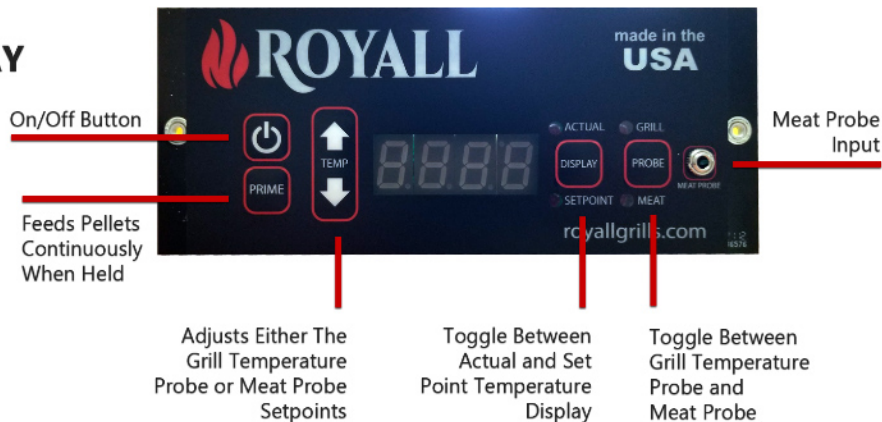 AY
ROYALL
made in the
USA
On/Off Button
Meat Probe
Input
TEMP
PRIME
ACTUAL
GRILL
DISPLAY
PROBE
MEAT PROBE
SETPOINT
MEAT
royallgrills.com
16576
Feeds Pellets
Continuously
When Held
Adjusts Either The
Grill Temperature
Probe or Meat Probe
Setpoints
Toggle Between
Actual and Set
Point Temperature
Display
Toggle Between
Grill Temperature
Probe and
Meat Probe